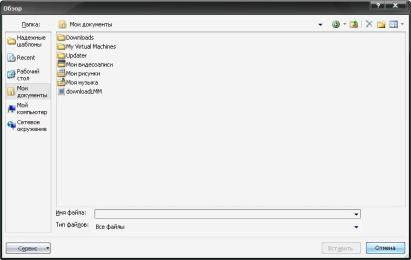 Обзор
Папка:
Мои документы
Надежные
шаблоны
Recent
Рабочий
стол
Мои
документы
Мой
компьютер
Сетевое
окружение
Downloads
My Virtual Machines
Updater
Мои видеозаписи
Мои рисунки
Моя музыка
downloadLMM
Имя файла:
Тип файлов:
Все файлы
Сервис
Вставить
Отмена